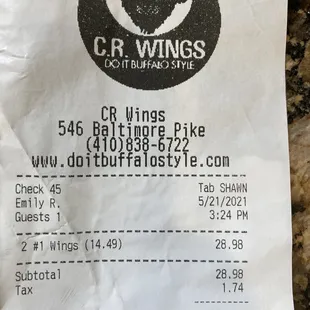 C.R. WINGS
DO IT BUFFALO STYLE
CR Wings
546 Baltimore Pike
(410)838-6722
www.doitbuffalostyle.com
Check 45 Tab SHAWN
Emily R. 5/21/2021
Guests 1 3:24 PM
2 #1 Wings (14.49) 28.98
Subtotal 28.98
Tax 1.74